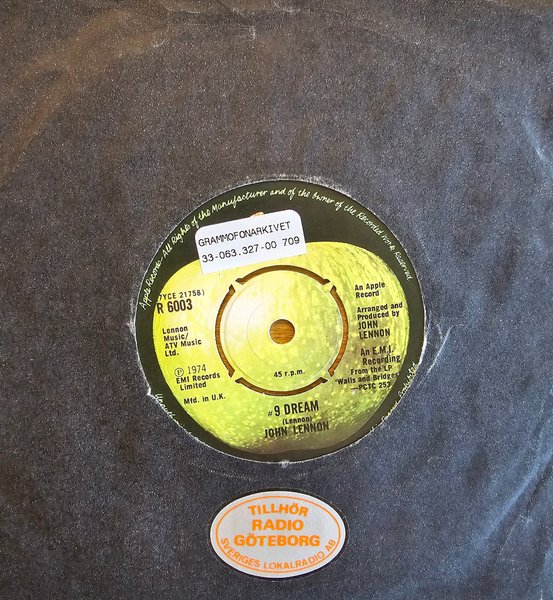 Apple Records - All Rights of the Manufacturer and of the Owner of the Recorded Work Reserved
GRAMMOFONARKIVET
33-063.327-00 709
(7YCE 21758)
R 6003
Lennon
Music/
ATV Music
Ltd.
℗ 1974
EMI Records
Limited
Mfd. in U.K.
45 r.p.m.
An Apple
Record
Arranged and
Produced by
JOHN
LENNON
An E.M.I.
Recording
From the LP
'Walls and Bridges'
—PCTC 253
#9 DREAM
(Lennon)
JOHN LENNON
TILLHÖR
RADIO
GÖTEBORG
SVERIGES LOKALRADIO AB